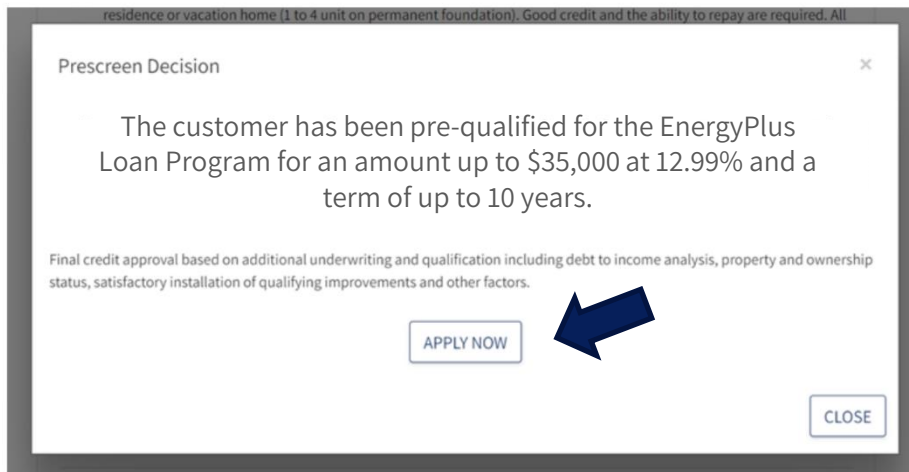 residence or vacation home (1 to 4 unit on permanent foundation). Good credit and the ability to repay are required. All
Prescreen Decision
×
The customer has been pre-qualified for the EnergyPlus
Loan Program for an amount up to $35,000 at 12.99% and a
term of up to 10 years.
Final credit approval based on additional underwriting and qualification including debt to income analysis, property and ownership
status, satisfactory installation of qualifying improvements and other factors.
APPLY NOW
CLOSE